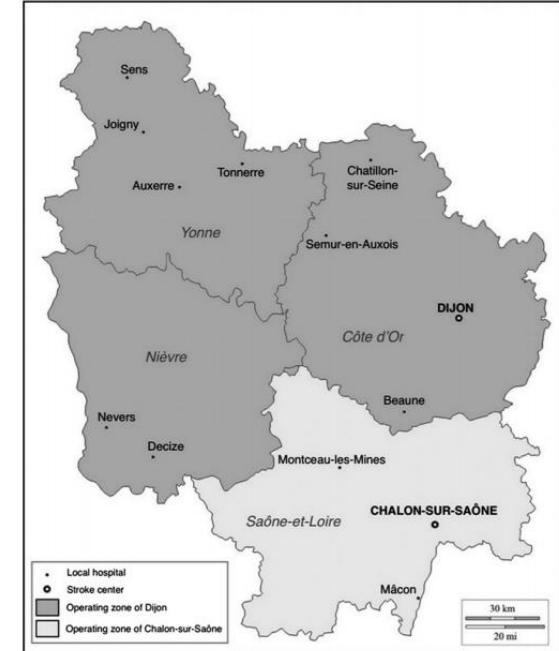 Sens
Joigny
Tonnerre
Auxerre
Yonne
Chatillon-
sur-Seine
Semur-en-Auxois
DIJON
Côte d'Or
Nièvre
Beaune
Nevers
Decize
Montceau-les-Mines
CHALON-SUR-SAÔNE
Saône-et-Loire
Mâcon
Local hospital
Stroke center
Operating zone of Dijon
Operating zone of Chalon-sur-Saône
30 km
20 mi